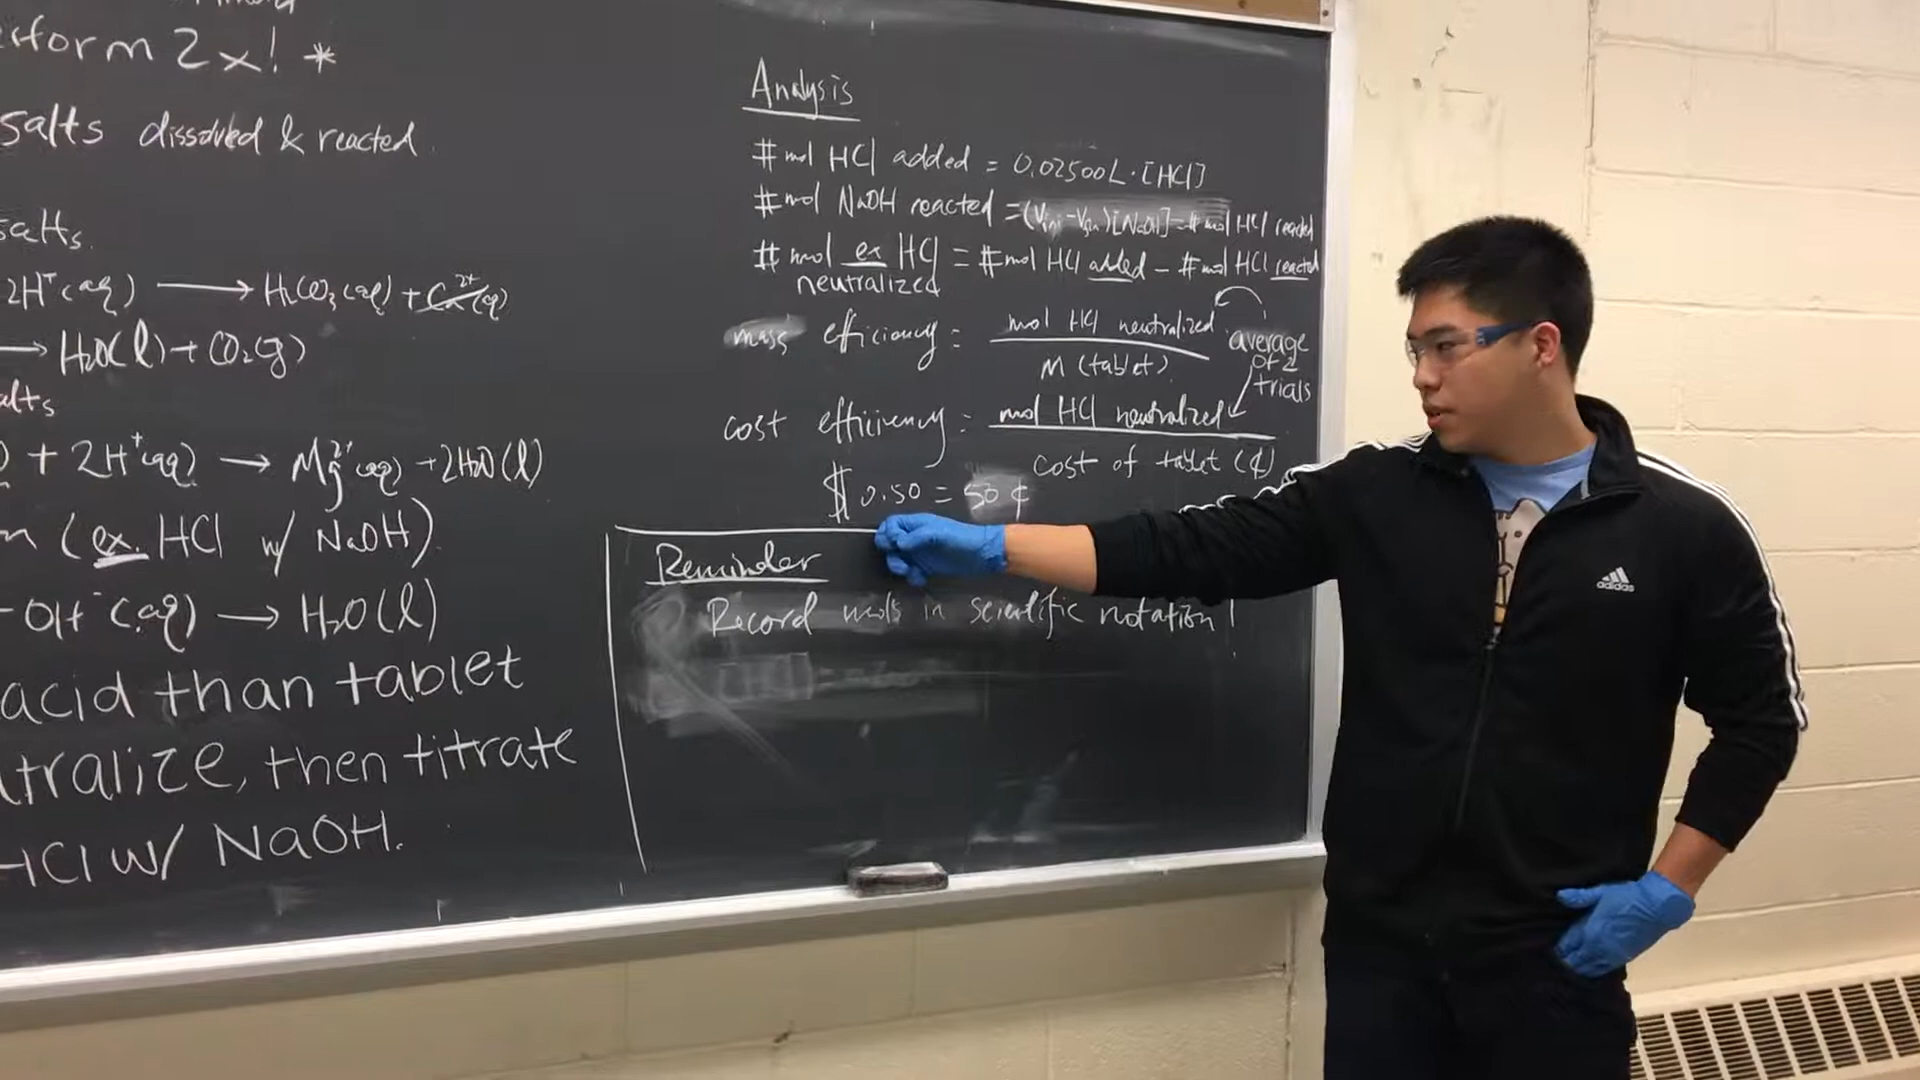 form 2x! *
salts dissolved & reacted
salts.
2H⁺(aq) ⟶ H₂CO₃(aq) + Ca²⁺(aq)
⟶ H₂O(l) + CO₂(g)
+ 2H⁺(aq) → Mg²⁺(aq) + 2H₂O(l)
(ex. HCl w/ NaOH)
OH⁻(aq) → H₂O(l)
acid than tablet
tralize, then titrate
HCl w/ NaOH.
Analysis
#mol HCl added = 0.02500L·[HCl]
#mol NaOH reacted = (Vini-Vfin)[NaOH] = #mol HCl reacted
#mol ex HCl = #mol HCl added - #mol HCl reacted
neutralized
mass efficiency = mol HCl neutralized
M (tablet)
average
of 2
trials
cost efficiency = mol HCl neutralized
cost of tablet (¢)
$0.50 = 50 ¢
Reminder
Record mols in scientific notation!
adidas